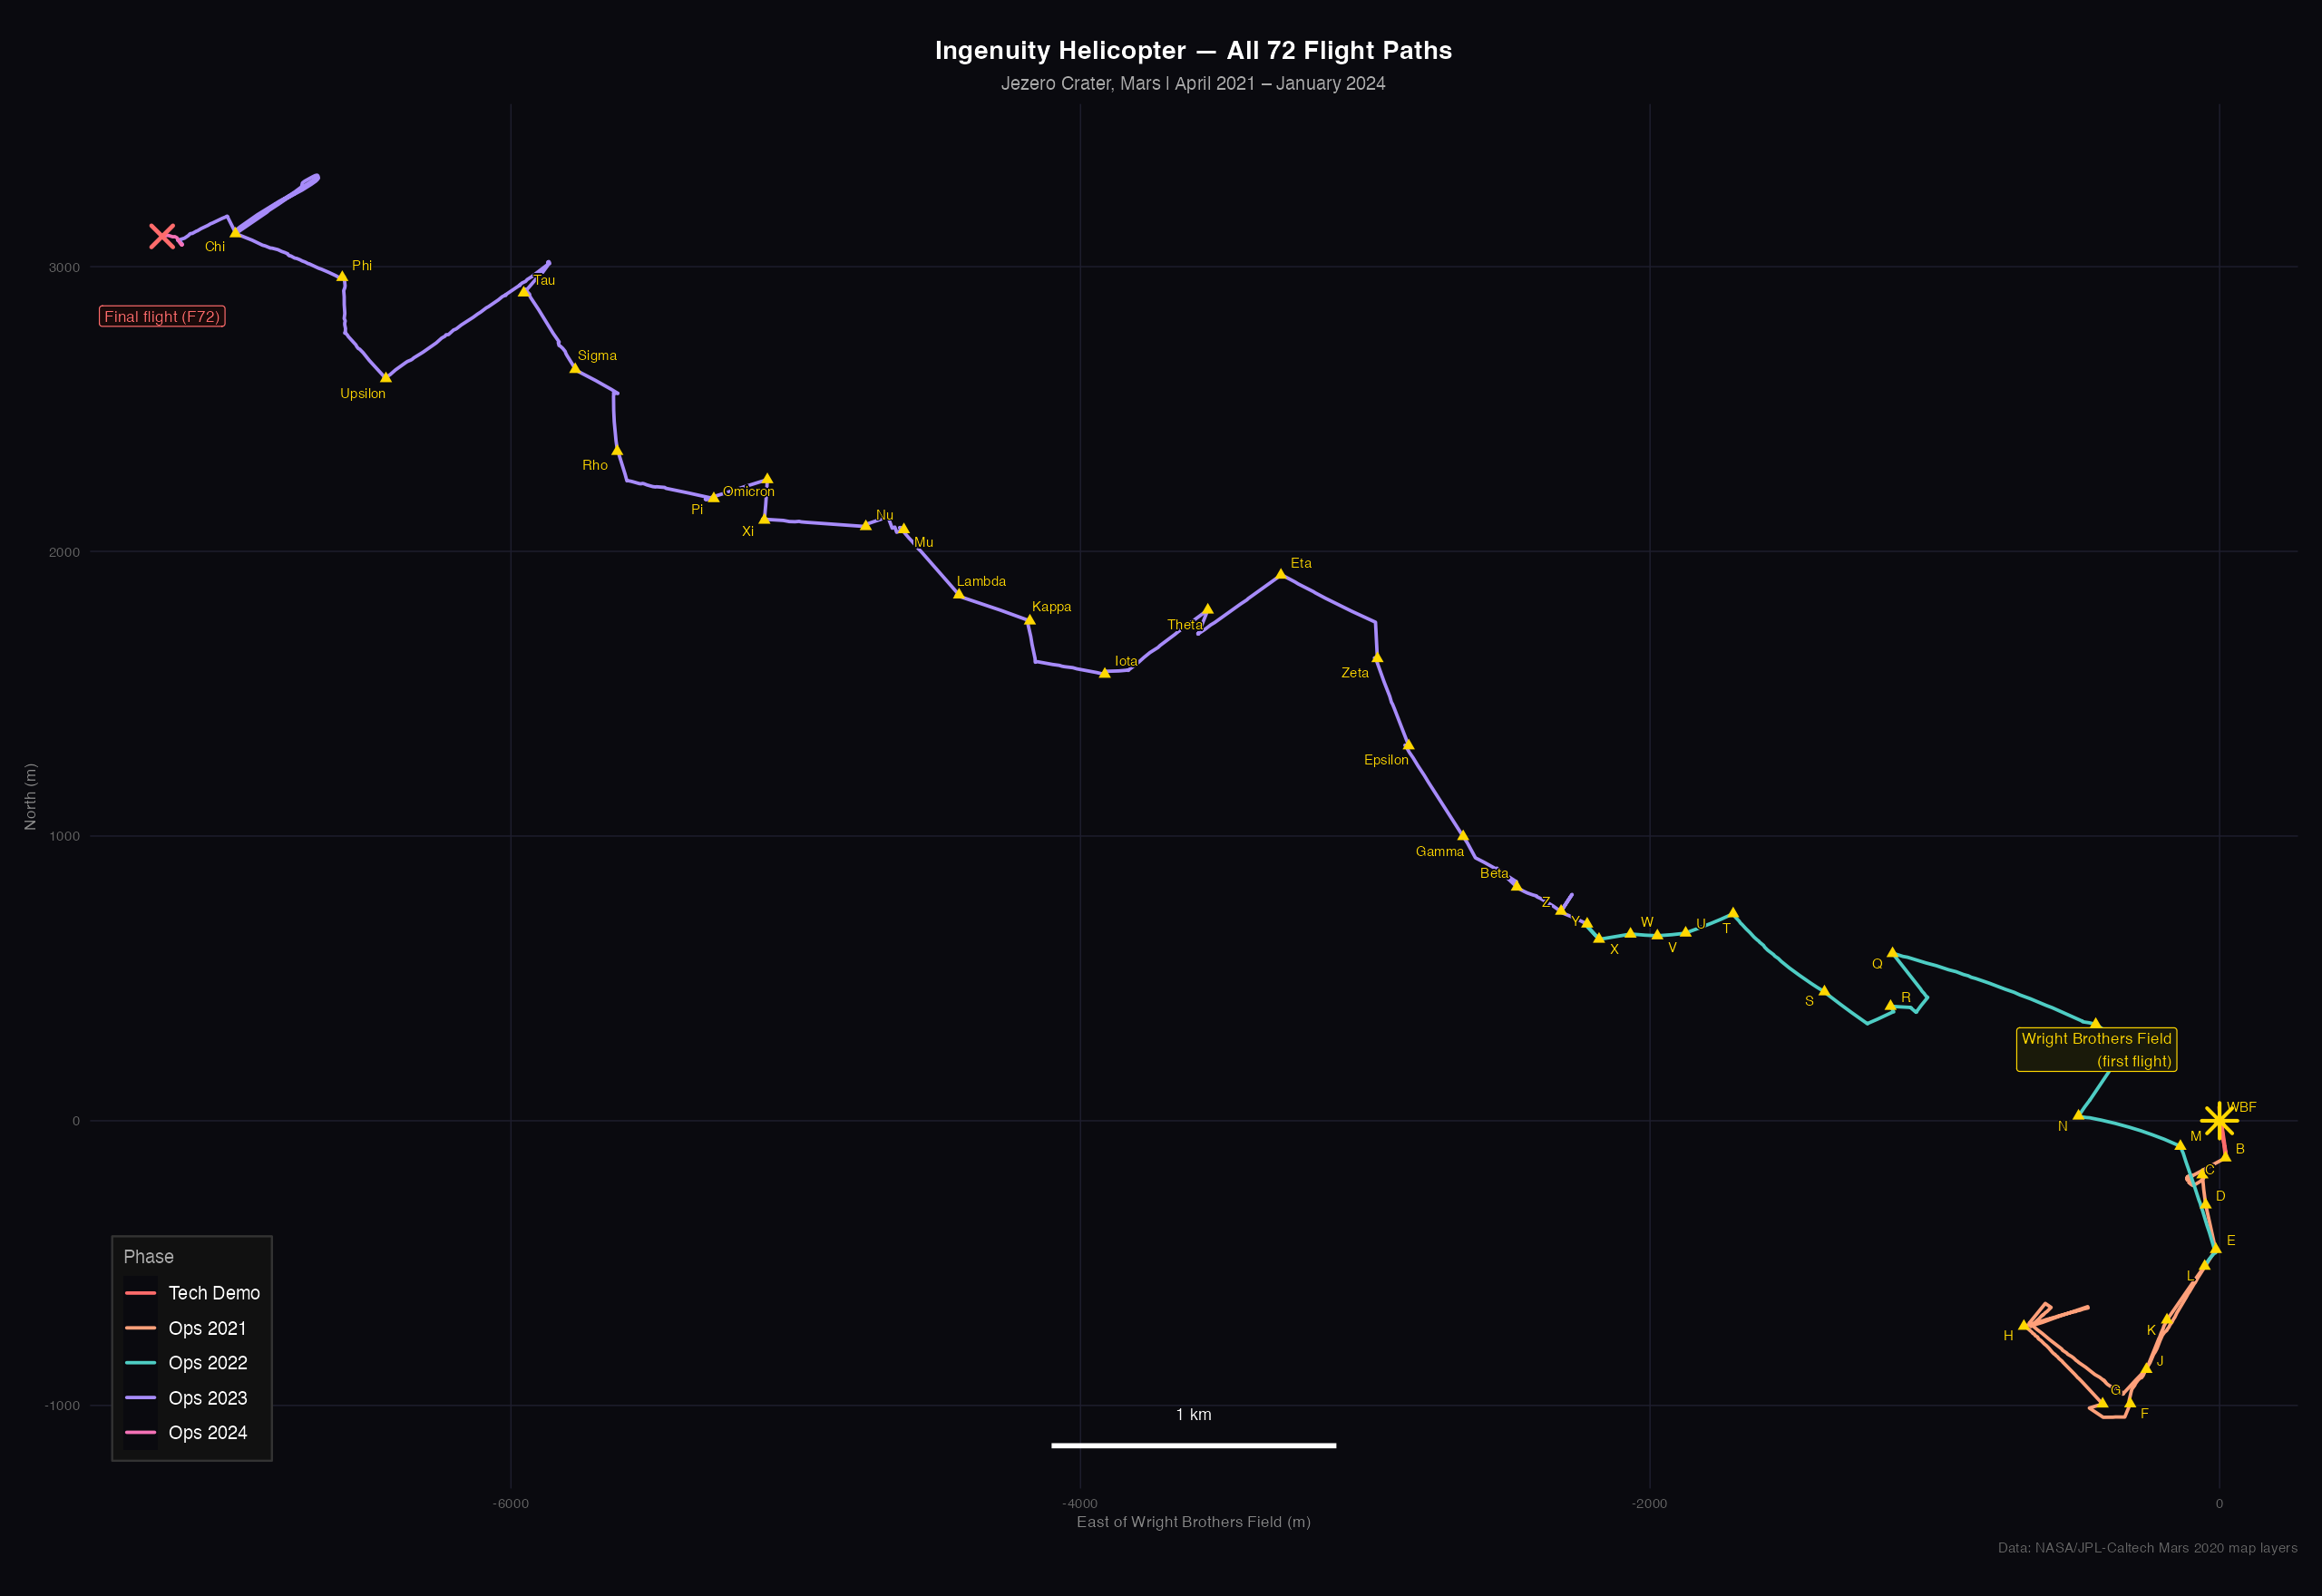 Ingenuity Helicopter — All 72 Flight Paths
Jezero Crater, Mars | April 2021 – January 2024
North (m)
3000
2000
1000
0
-1000
Chi
Phi
Final flight (F72)
Tau
Upsilon
Sigma
Rho
Omicron
Pi
Xi
Nu
Mu
Lambda
Kappa
Iota
Theta
Eta
Zeta
Epsilon
Gamma
Beta
Z
Y
X
W
V
U
T
S
R
Q
Wright Brothers Field
(first flight)
N
M
WBF
B
C
D
E
L
K
J
H
G
F
Phase
Tech Demo
Ops 2021
Ops 2022
Ops 2023
Ops 2024
1 km
-6000
-4000
-2000
0
East of Wright Brothers Field (m)
Data: NASA/JPL-Caltech Mars 2020 map layers